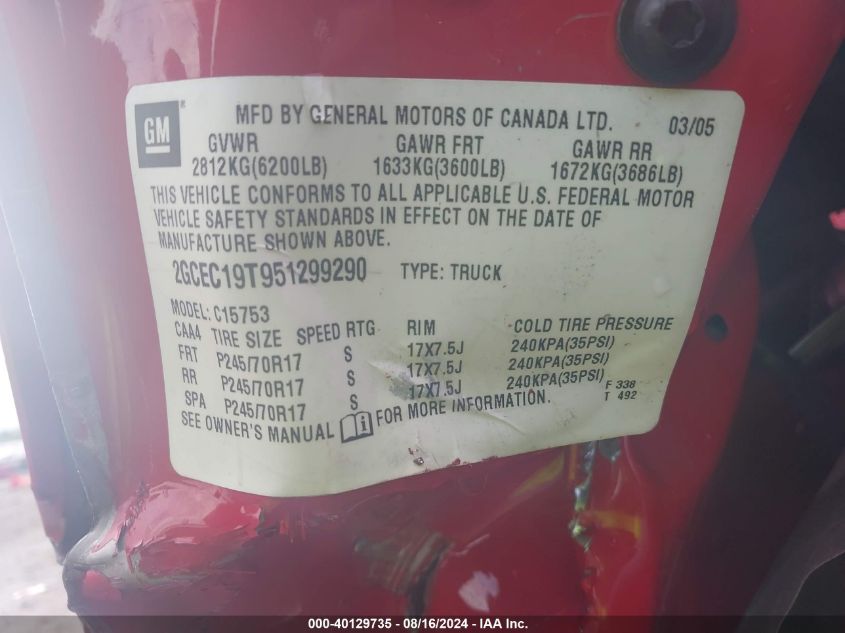 GM®
MFD BY GENERAL MOTORS OF CANADA LTD. 03/05
GVWR GAWR FRT GAWR RR
2812KG(6200LB) 1633KG(3600LB) 1672KG(3686LB)
THIS VEHICLE CONFORMS TO ALL APPLICABLE U.S. FEDERAL MOTOR
VEHICLE SAFETY STANDARDS IN EFFECT ON THE DATE OF
MANUFACTURE SHOWN ABOVE.
2GCEC19T951299290 TYPE: TRUCK
MODEL: C15753
CAA4 TIRE SIZE SPEED RTG RIM COLD TIRE PRESSURE
FRT P245/70R17 S 17X7.5J 240KPA(35PSI)
RR P245/70R17 S 17X7.5J 240KPA(35PSI)
SPA P245/70R17 S 17X7.5J 240KPA(35PSI) F 338
T 492
SEE OWNER'S MANUAL FOR MORE INFORMATION.
000-40129735 - 08/16/2024 - IAA Inc.